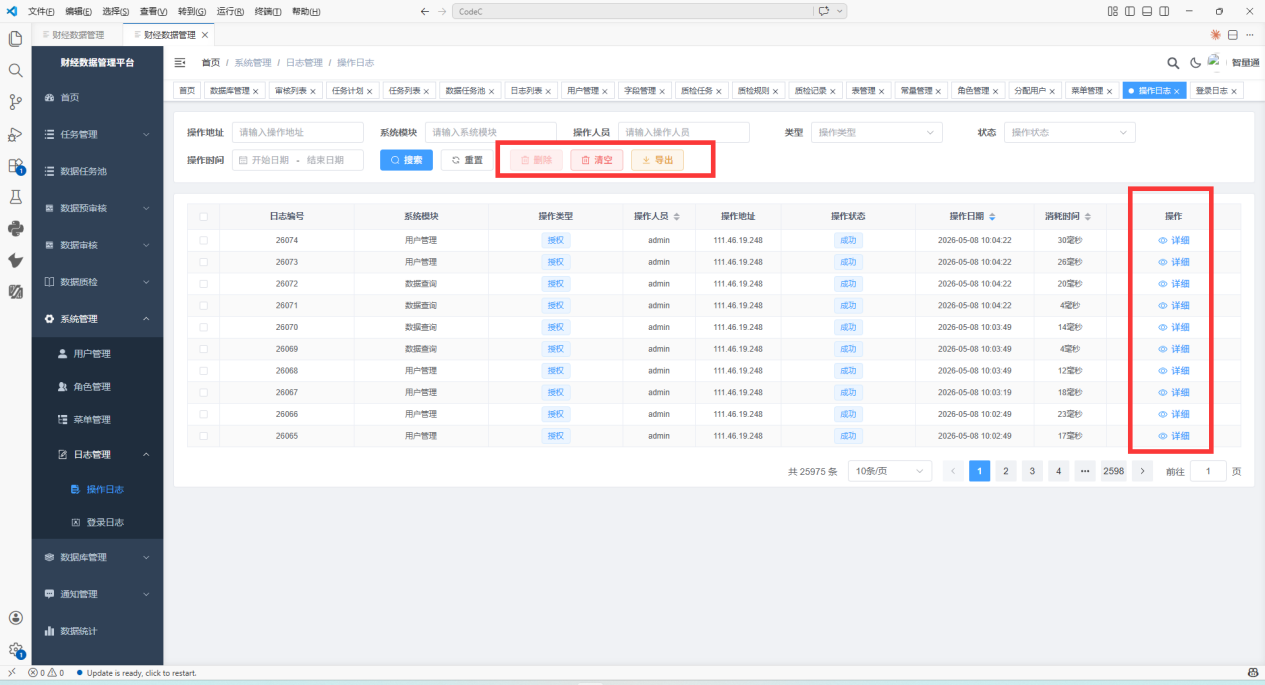 文件(F) 编辑(E) 选择(S) 查看(V) 转到(G) 运行(R) 终端(T) 帮助(H) CodeC
财经数据管理 财经数据管理
财经数据管理平台
首页
任务管理
数据任务池
数据预审核
数据审核
数据质检
系统管理
用户管理
角色管理
菜单管理
日志管理
操作日志
登录日志
数据库管理
通知管理
数据统计
首页 / 系统管理 / 日志管理 / 操作日志 智量通
首页 数据库管理 审核列表 任务计划 任务列表 数据任务池 日志列表 用户管理 字段管理 质检任务 质检规则 质检记录 表管理 常量管理 角色管理 分配用户 菜单管理 操作日志 登录日志
操作地址 请输入操作地址 系统模块 请输入系统模块 操作人员 请输入操作人员 类型 操作类型 状态 操作状态
操作时间 开始日期 - 结束日期 搜索 重置 删除 清空 导出
日志编号 系统模块 操作类型 操作人员 操作地址 操作状态 操作日期 消耗时间 操作
26074 用户管理 授权 admin 111.46.19.248 成功 2026-05-08 10:04:22 30毫秒 详细
26073 用户管理 授权 admin 111.46.19.248 成功 2026-05-08 10:04:22 26毫秒 详细
26072 数据查询 授权 admin 111.46.19.248 成功 2026-05-08 10:04:22 20毫秒 详细
26071 数据查询 授权 admin 111.46.19.248 成功 2026-05-08 10:04:22 4毫秒 详细
26070 数据查询 授权 admin 111.46.19.248 成功 2026-05-08 10:03:49 14毫秒 详细
26069 数据查询 授权 admin 111.46.19.248 成功 2026-05-08 10:03:49 4毫秒 详细
26068 用户管理 授权 admin 111.46.19.248 成功 2026-05-08 10:03:49 12毫秒 详细
26067 用户管理 授权 admin 111.46.19.248 成功 2026-05-08 10:03:19 18毫秒 详细
26066 用户管理 授权 admin 111.46.19.248 成功 2026-05-08 10:02:49 23毫秒 详细
26065 用户管理 授权 admin 111.46.19.248 成功 2026-05-08 10:02:49 17毫秒 详细
共 25975 条 10条/页 1 2 3 4 ••• 2598 前往 1 页
0 0 Update is ready, click to restart.